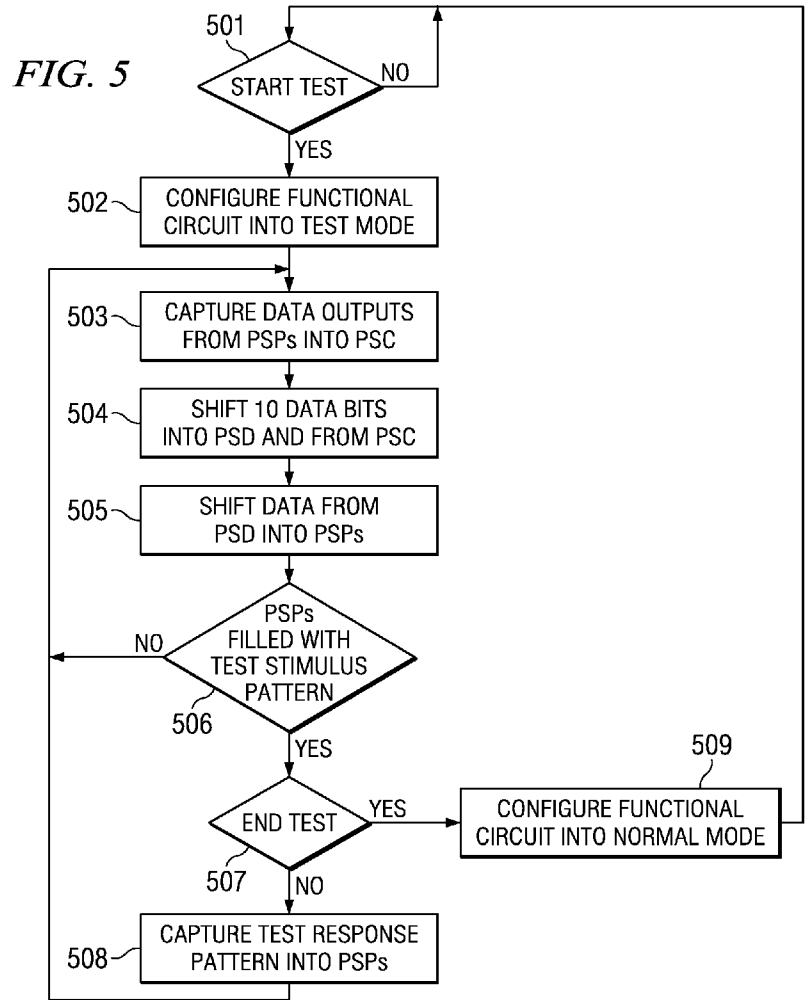 FIG. 5
501
START TEST
NO
YES
502
CONFIGURE FUNCTIONAL
CIRCUIT INTO TEST MODE
503
CAPTURE DATA OUTPUTS
FROM PSPs INTO PSC
504
SHIFT 10 DATA BITS
INTO PSD AND FROM PSC
505
SHIFT DATA FROM
PSD INTO PSPs
PSPs
FILLED WITH
TEST STIMULUS
PATTERN
NO
506
YES
END TEST
YES
507
NO
509
CONFIGURE FUNCTIONAL
CIRCUIT INTO NORMAL MODE
508
CAPTURE TEST RESPONSE
PATTERN INTO PSPs